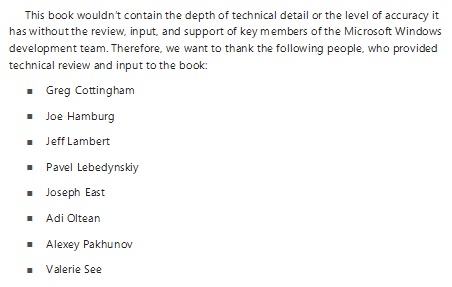 This book wouldn't contain the depth of technical detail or the level of accuracy it
has without the review, input, and support of key members of the Microsoft Windows
development team. Therefore, we want to thank the following people, who provided
technical review and input to the book:
■ Greg Cottingham
■ Joe Hamburg
■ Jeff Lambert
■ Pavel Lebedynskiy
■ Joseph East
■ Adi Oltean
■ Alexey Pakhunov
■ Valerie See